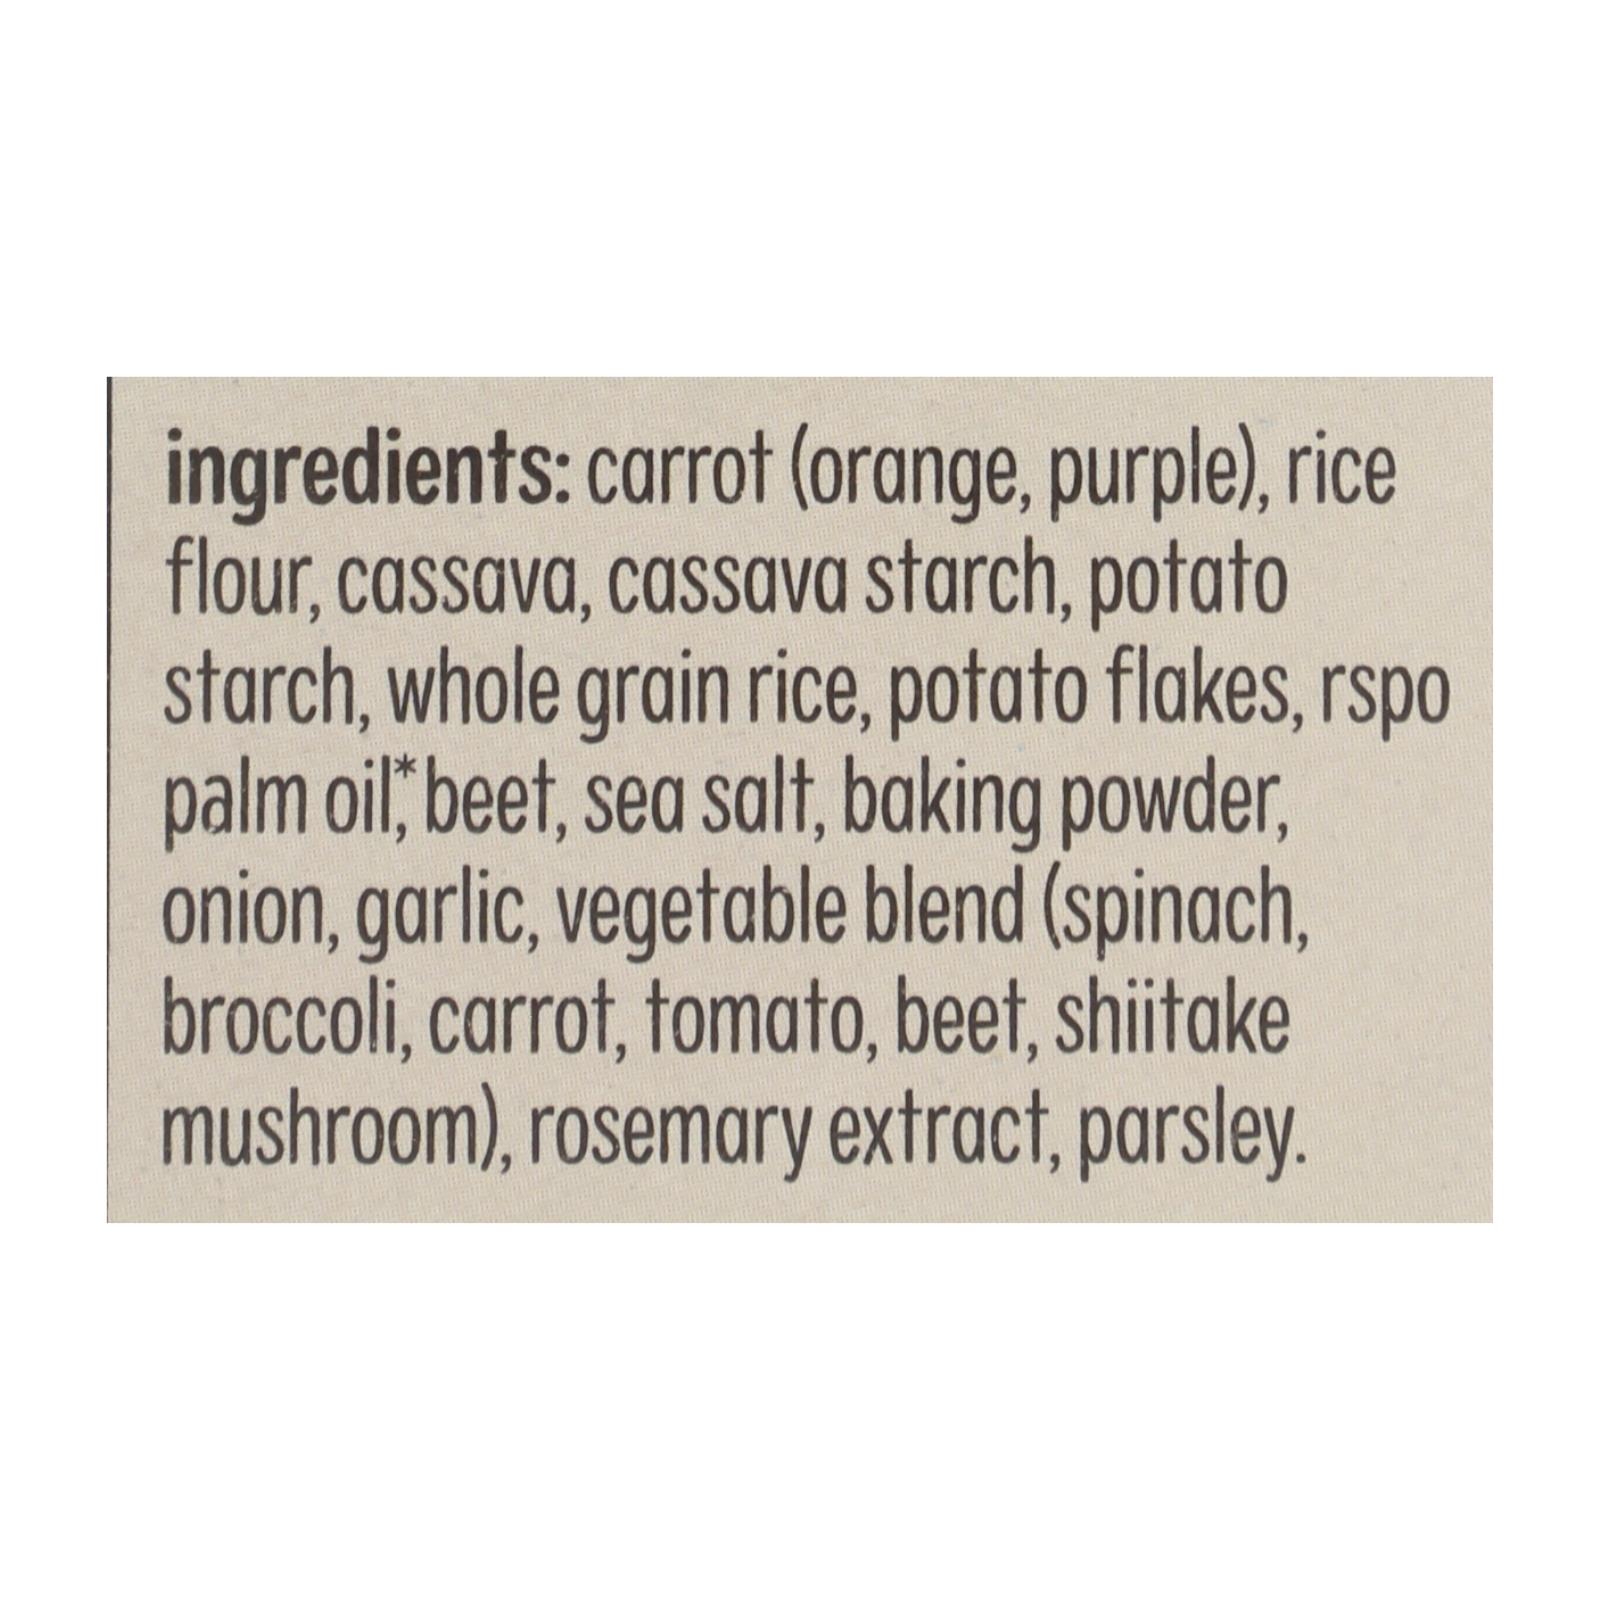 ingredients: carrot (orange, purple), rice
flour, cassava, cassava starch, potato
starch, whole grain rice, potato flakes, rspo
palm oil,* beet, sea salt, baking powder,
onion, garlic, vegetable blend (spinach,
broccoli, carrot, tomato, beet, shiitake
mushroom), rosemary extract, parsley.